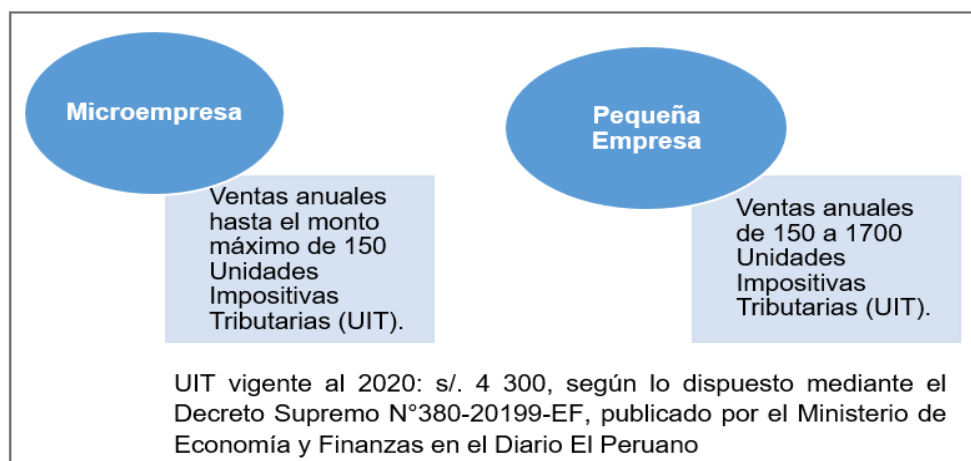 Microempresa
Ventas anuales
hasta el monto
máximo de 150
Unidades
Impositivas
Tributarias (UIT).
Pequeña
Empresa
Ventas anuales
de 150 a 1700
Unidades
Impositivas
Tributarias (UIT).
UIT vigente al 2020: s/. 4 300, según lo dispuesto mediante el
Decreto Supremo N°380-20199-EF, publicado por el Ministerio de
Economía y Finanzas en el Diario El Peruano